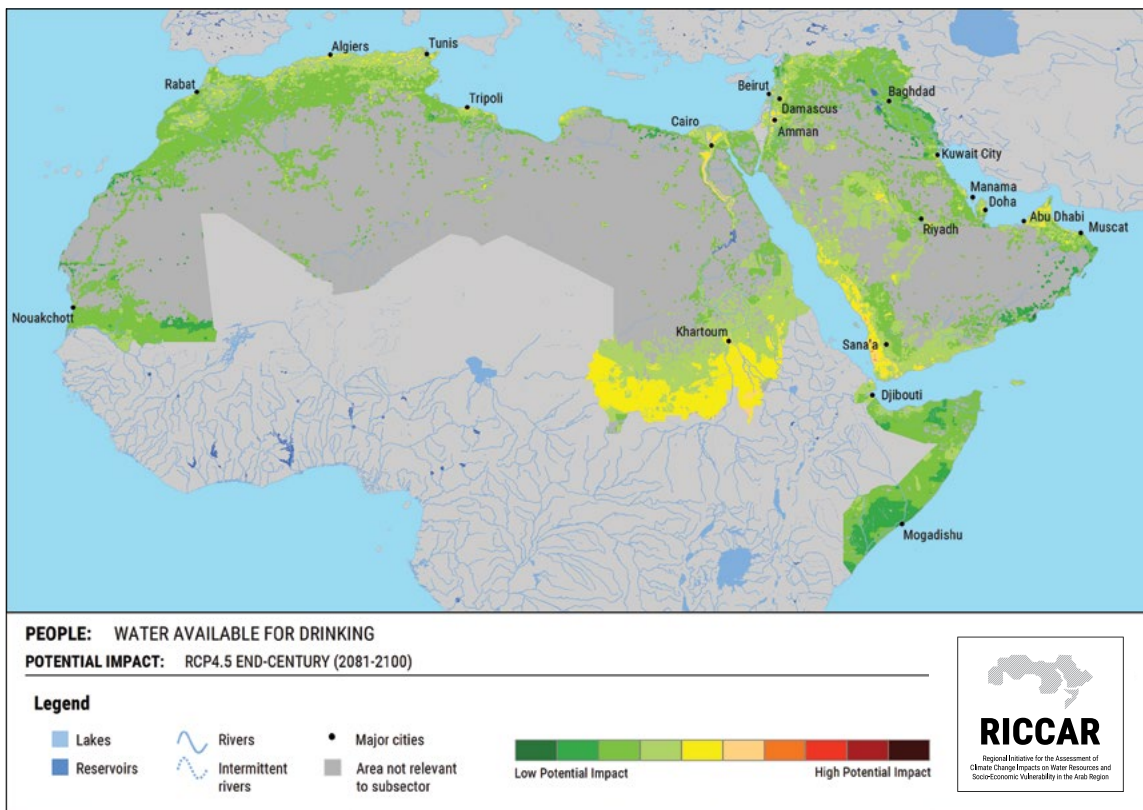 Algiers
Tunis
Rabat
Tripoli
Beirut
Damascus
Baghdad
Cairo
Amman
Kuwait City
Manama
Doha
Abu Dhabi
Muscat
Riyadh
Nouakchott
Khartoum
Sana'a
Djibouti
Mogadishu
PEOPLE: WATER AVAILABLE FOR DRINKING
POTENTIAL IMPACT: RCP4.5 END-CENTURY (2081-2100)
Legend
Lakes
Rivers
Major cities
Reservoirs
Intermittent
rivers
Area not relevant
to subsector
Low Potential Impact
High Potential Impact
RICCAR
Regional Initiative for the Assessment of
Climate Change Impacts on Water Resources and
Socio-Economic Vulnerability in the Arab Region